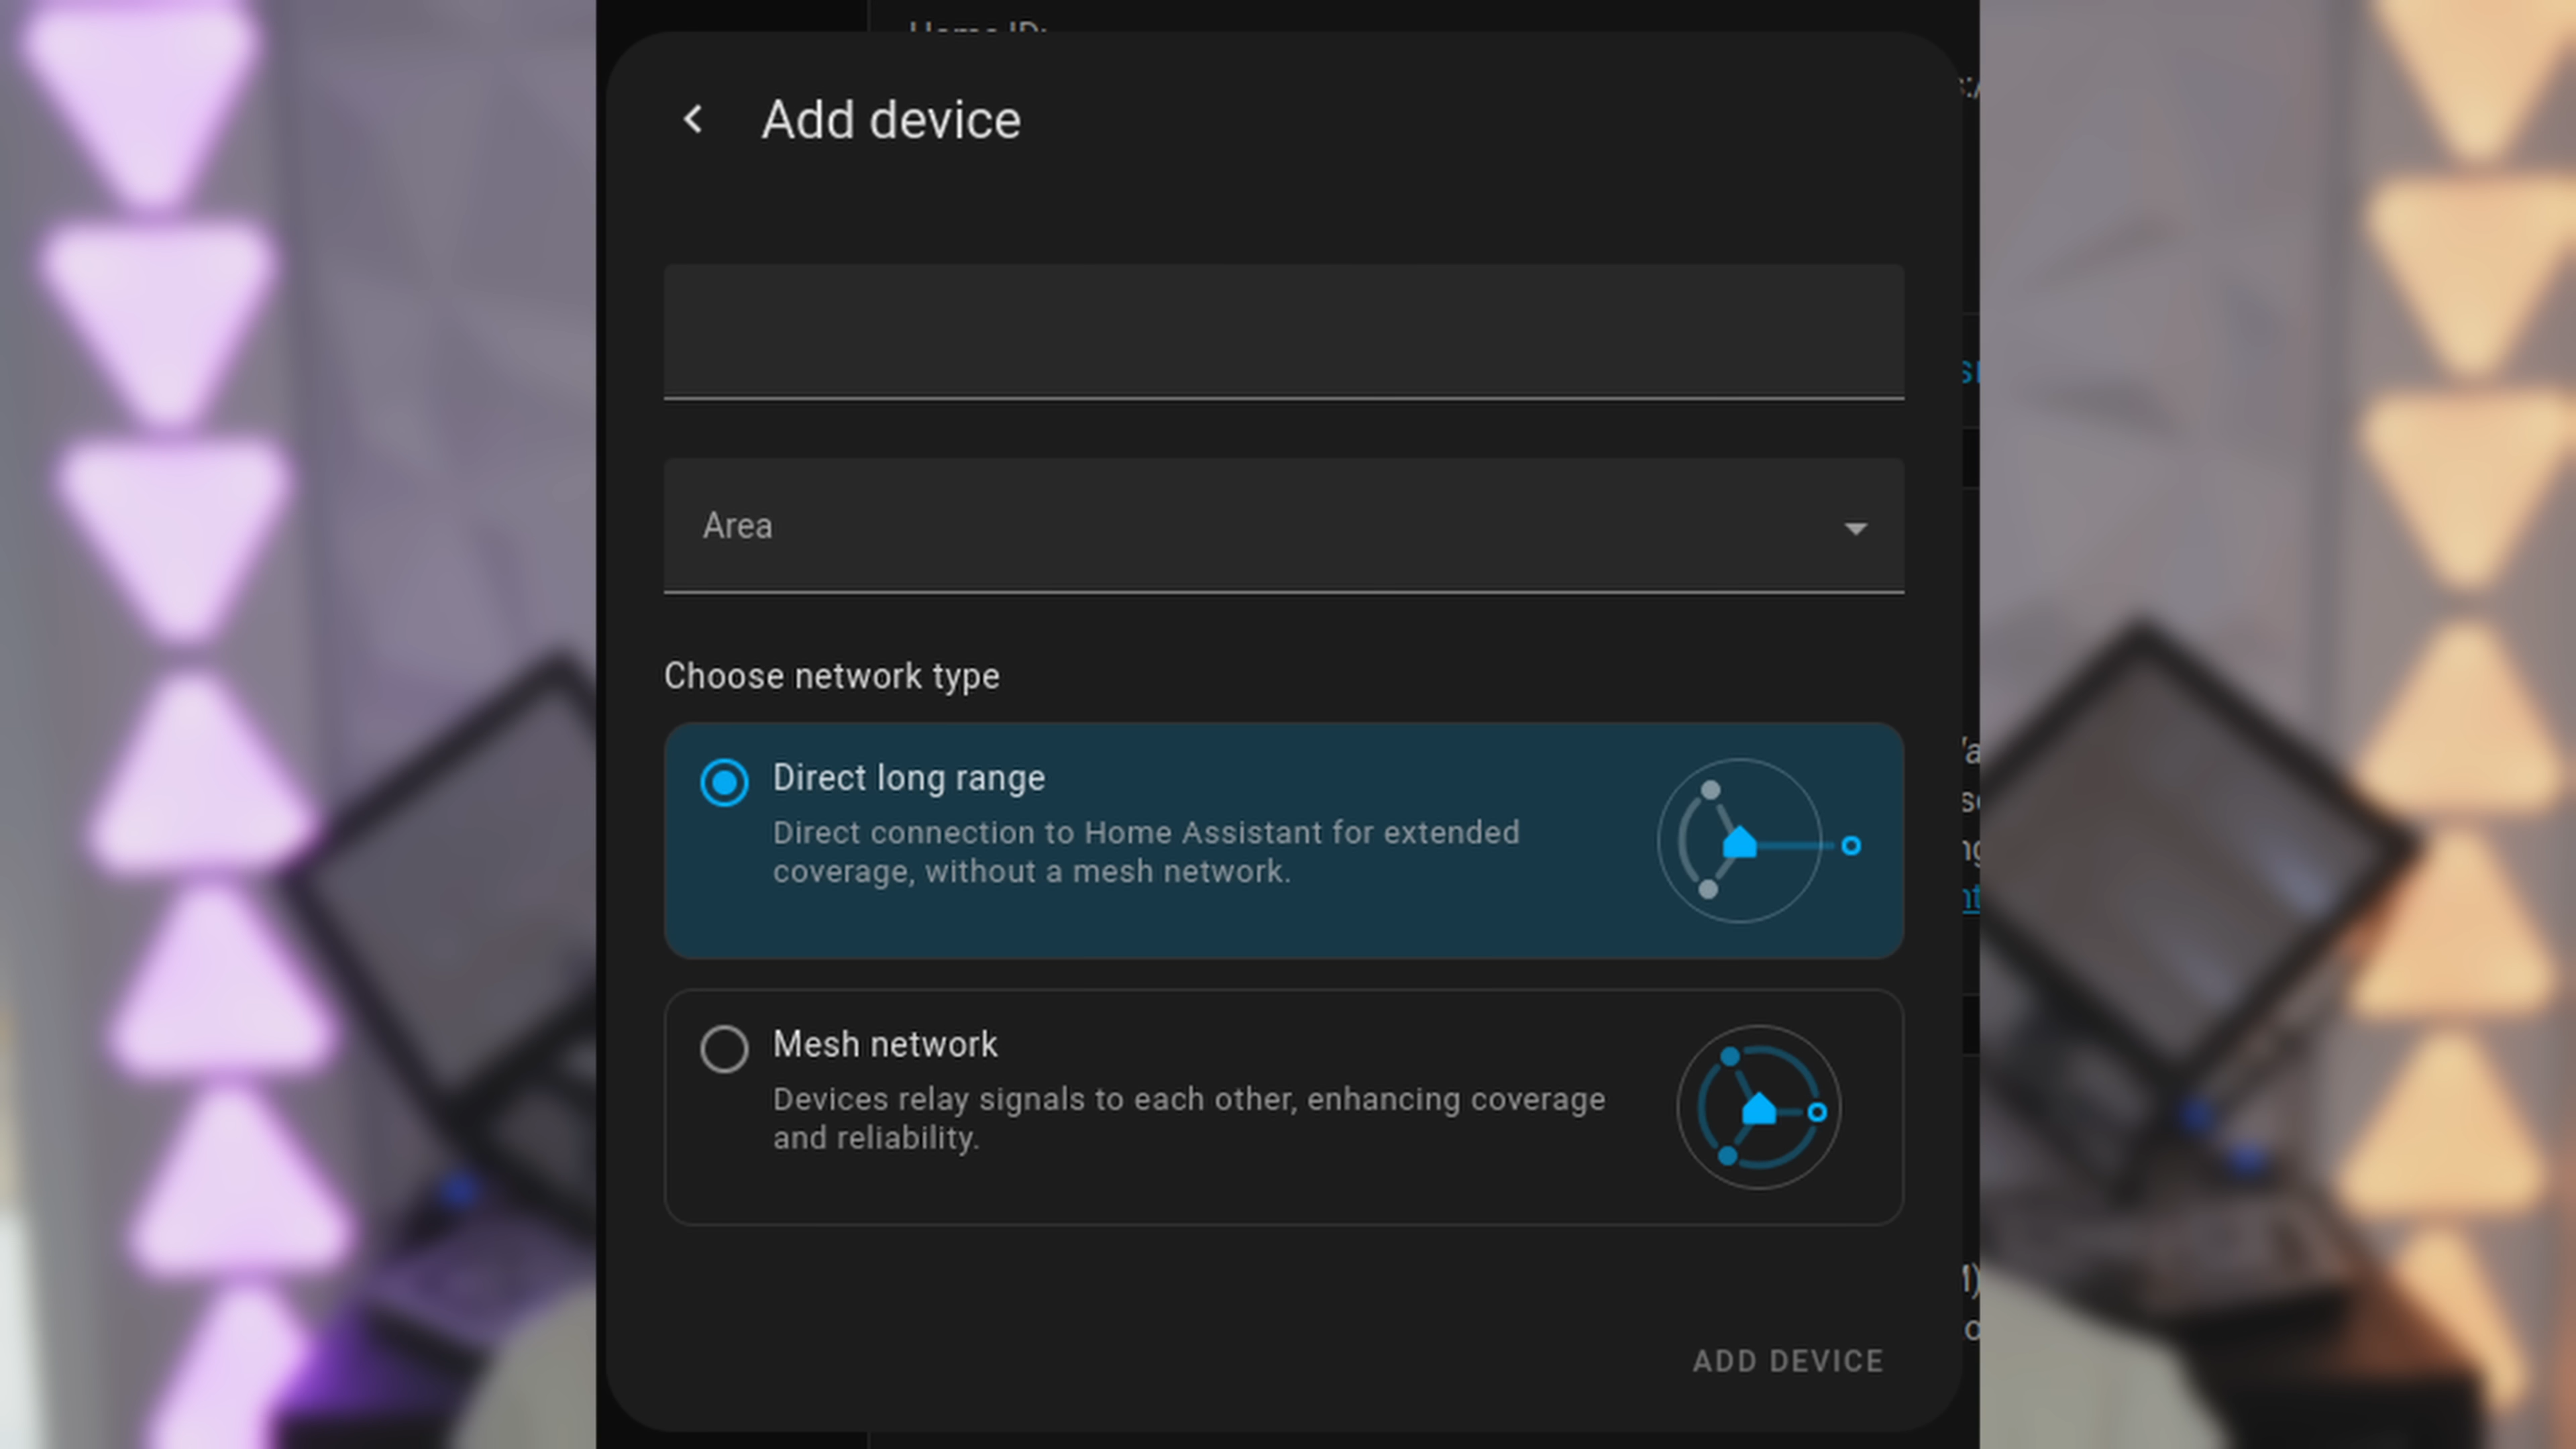 Add device
Area
Choose network type
Direct long range
Direct connection to Home Assistant for extended
coverage, without a mesh network.
Mesh network
Devices relay signals to each other, enhancing coverage
and reliability.
ADD DEVICE